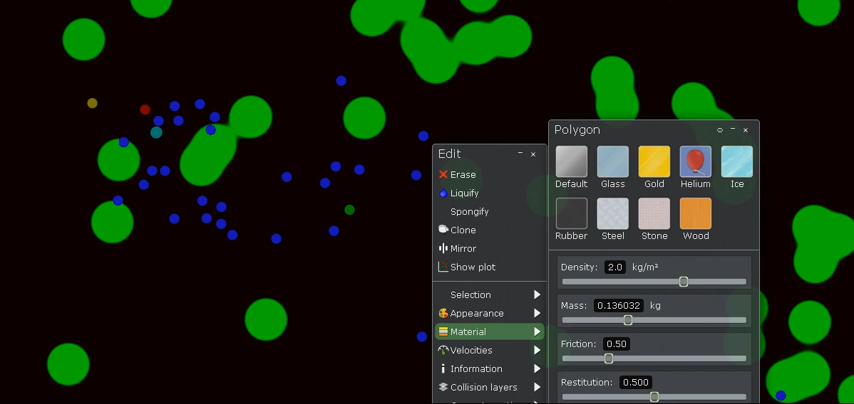 Polygon
Default Glass Gold Helium Ice
Rubber Steel Stone Wood
Density: 2.0 kg/m³
Mass: 0.136032 kg
Friction: 0.50
Restitution: 0.500
Edit
Erase
Liquify
Spongify
Clone
Mirror
Show plot
Selection
Appearance
Material
Velocities
Information
Collision layers